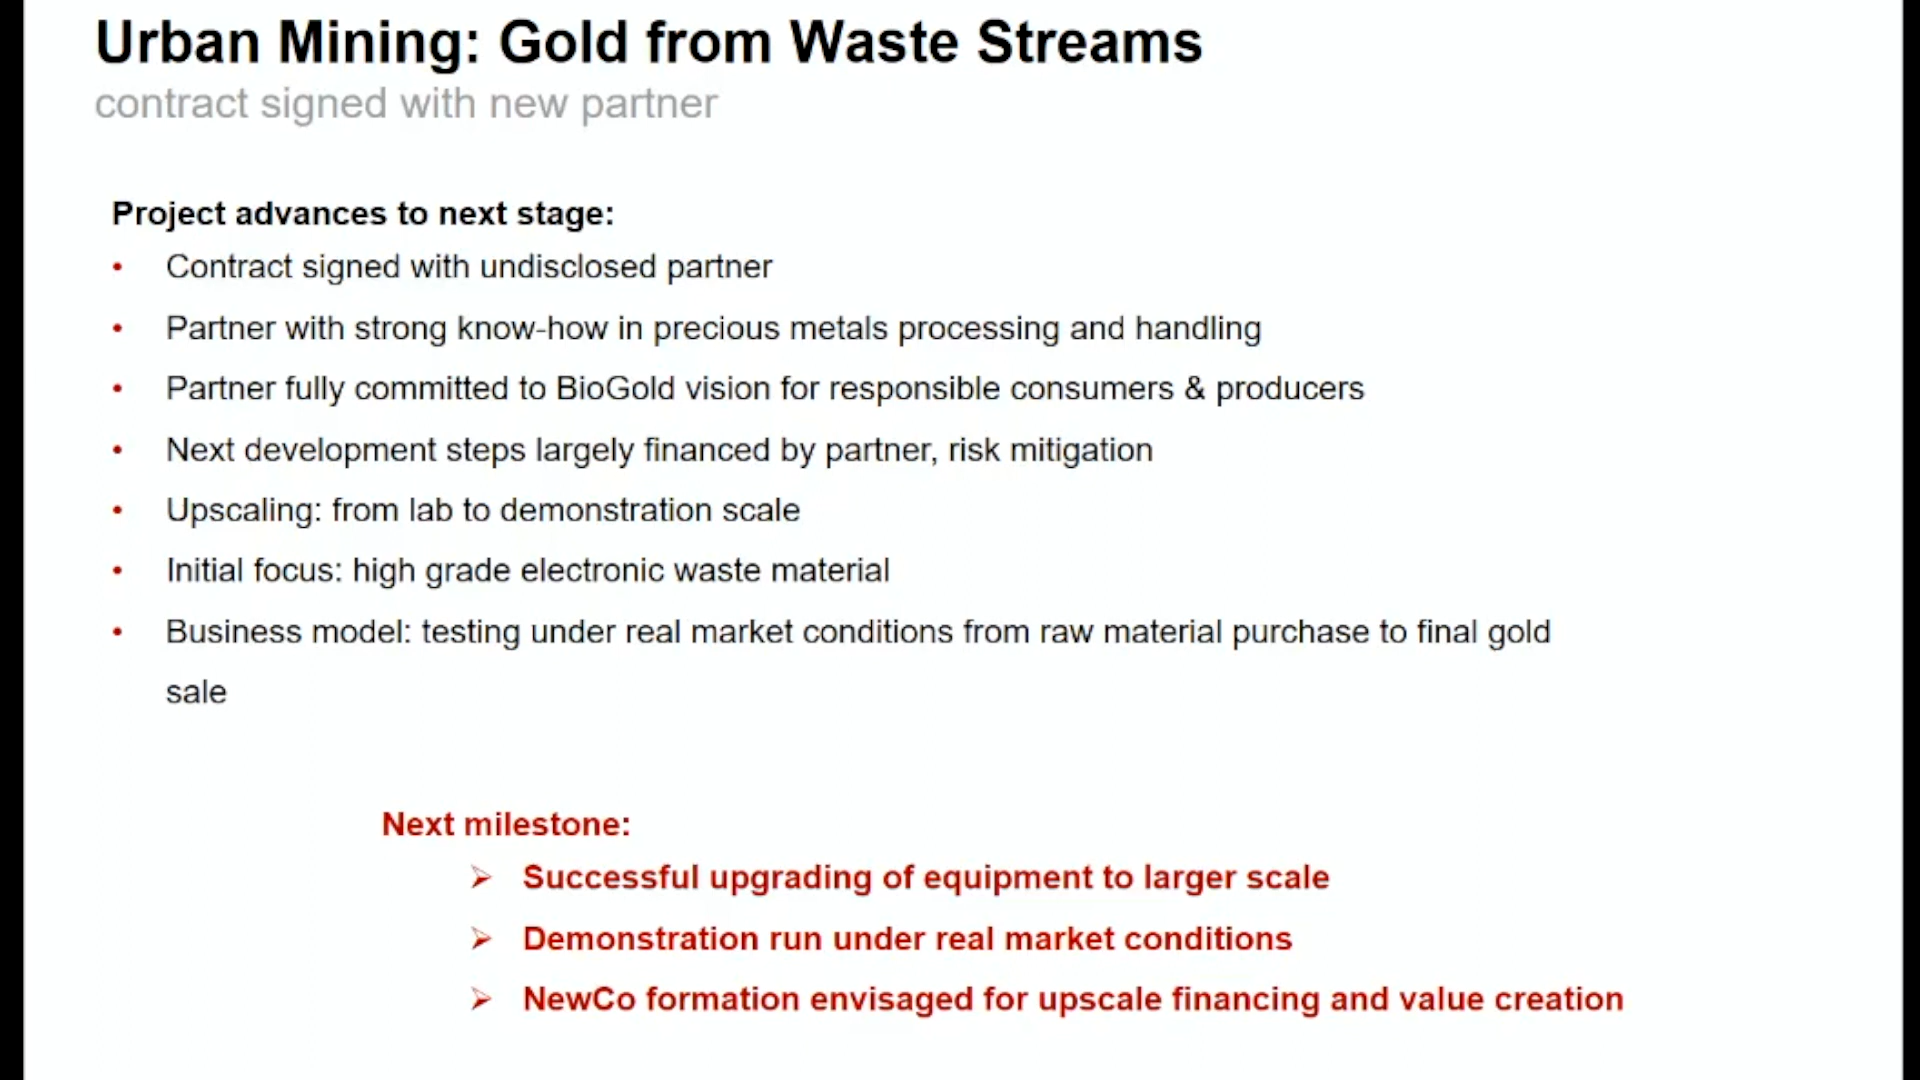 Urban Mining: Gold from Waste Streams
contract signed with new partner
Project advances to next stage:
• Contract signed with undisclosed partner
• Partner with strong know-how in precious metals processing and handling
• Partner fully committed to BioGold vision for responsible consumers & producers
• Next development steps largely financed by partner, risk mitigation
• Upscaling: from lab to demonstration scale
• Initial focus: high grade electronic waste material
• Business model: testing under real market conditions from raw material purchase to final gold
sale
Next milestone:
➢ Successful upgrading of equipment to larger scale
➢ Demonstration run under real market conditions
➢ NewCo formation envisaged for upscale financing and value creation